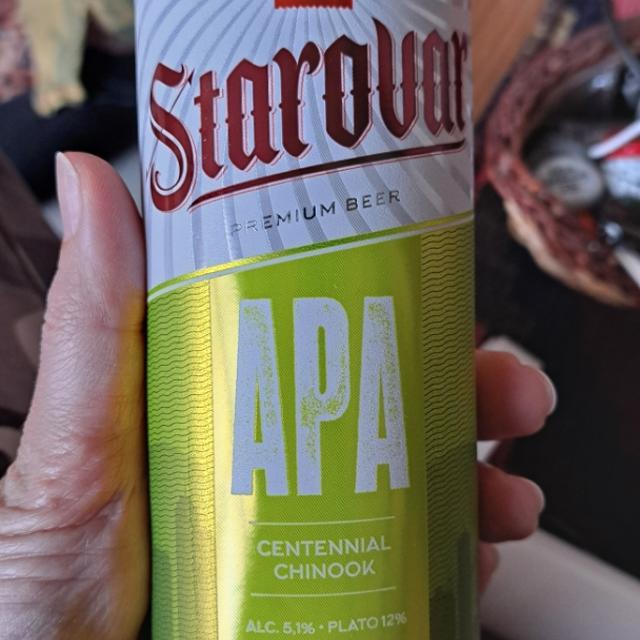 Starovar
PREMIUM BEER
APA
CENTENNIAL
CHINOOK
ALC. 5,1% • PLATO 12%